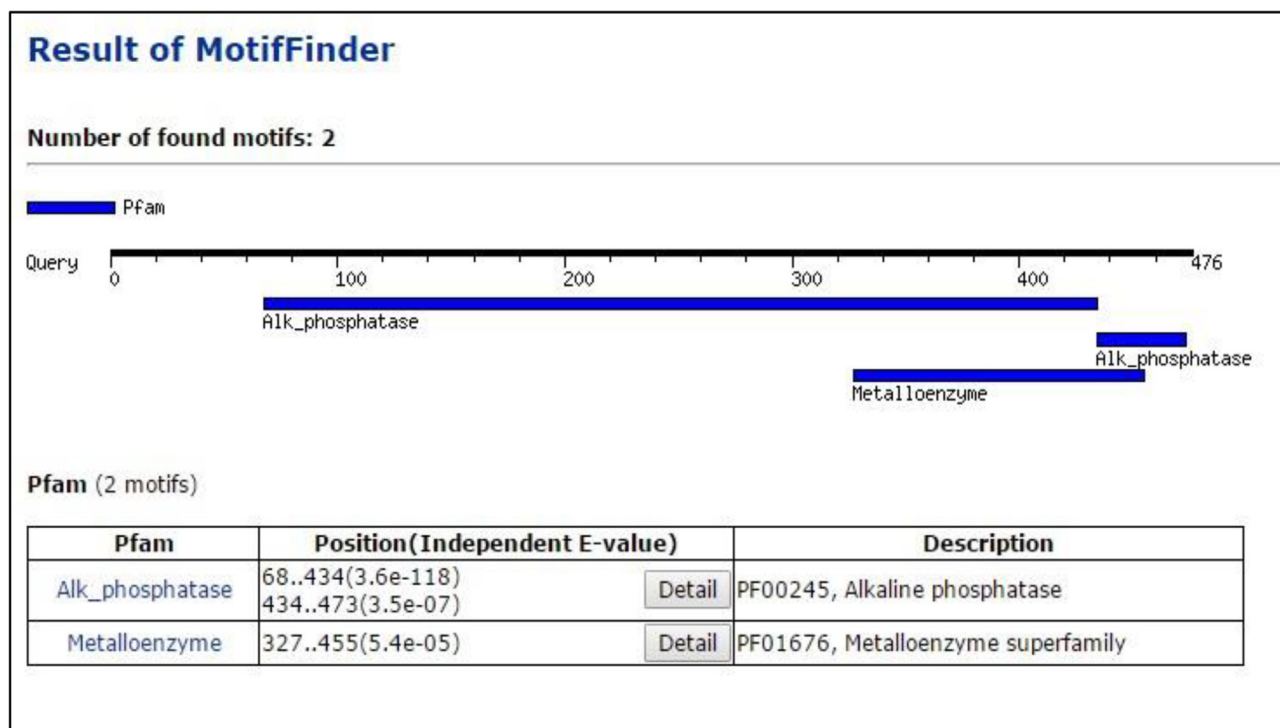 Result of MotifFinder
Number of found motifs: 2
Pfam
Query
0 100 200 300 400 476
Alk_phosphatase
Alk_phosphatase
Metalloenzyme
Pfam (2 motifs)
Pfam Position(Independent E-value) Description
Alk_phosphatase 68..434(3.6e-118) Detail PF00245, Alkaline phosphatase
434..473(3.5e-07)
Metalloenzyme 327..455(5.4e-05) Detail PF01676, Metalloenzyme superfamily